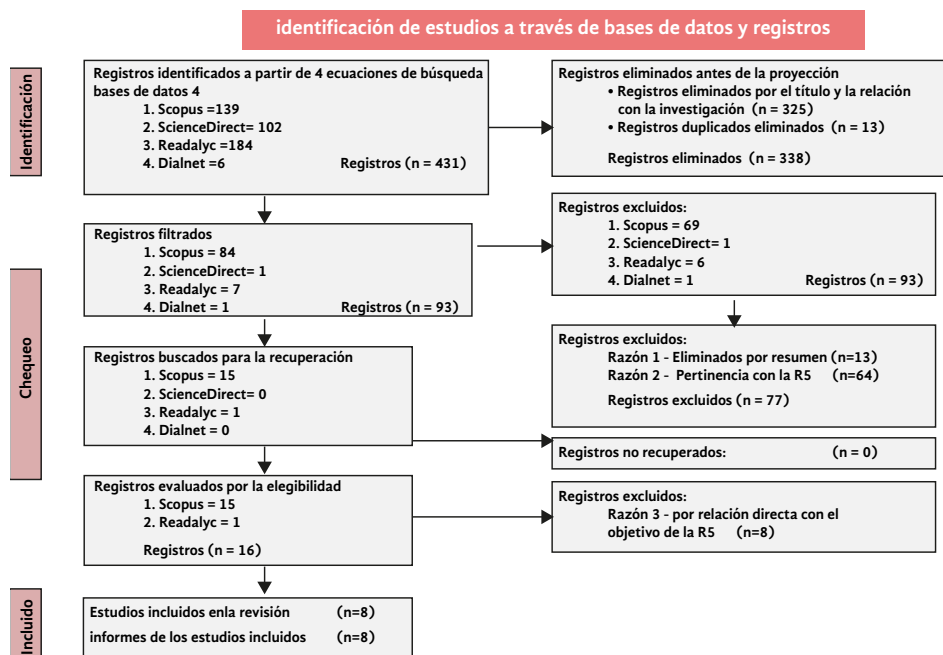 identificación de estudios a través de bases de datos y registros
Identificación
Registros identificados a partir de 4 ecuaciones de búsqueda
bases de datos 4
1. Scopus =139
2. ScienceDirect= 102
3. Readalyc =184
4. Dialnet =6 Registros (n = 431)
Registros eliminados antes de la proyección
• Registros eliminados por el título y la relación
con la investigación (n = 325)
• Registros duplicados eliminados (n = 13)
Registros eliminados (n = 338)
Chequeo
Registros filtrados
1. Scopus = 84
2. ScienceDirect= 1
3. Readalyc = 7
4. Dialnet = 1 Registros (n = 93)
Registros excluidos:
1. Scopus = 69
2. ScienceDirect= 1
3. Readalyc = 6
4. Dialnet = 1 Registros (n = 93)
Registros excluidos:
Razón 1 - Eliminados por resumen (n=13)
Razón 2 - Pertinencia con la R5 (n=64)
Registros excluidos (n = 77)
Registros buscados para la recuperación
1. Scopus = 15
2. ScienceDirect= 0
3. Readalyc = 1
4. Dialnet = 0
Registros no recuperados: (n = 0)
Registros evaluados por la elegibilidad
1. Scopus = 15
2. Readalyc = 1
Registros (n = 16)
Registros excluidos:
Razón 3 - por relación directa con el
objetivo de la R5 (n=8)
Incluido
Estudios incluidos enla revisión (n=8)
informes de los estudios incluidos (n=8)